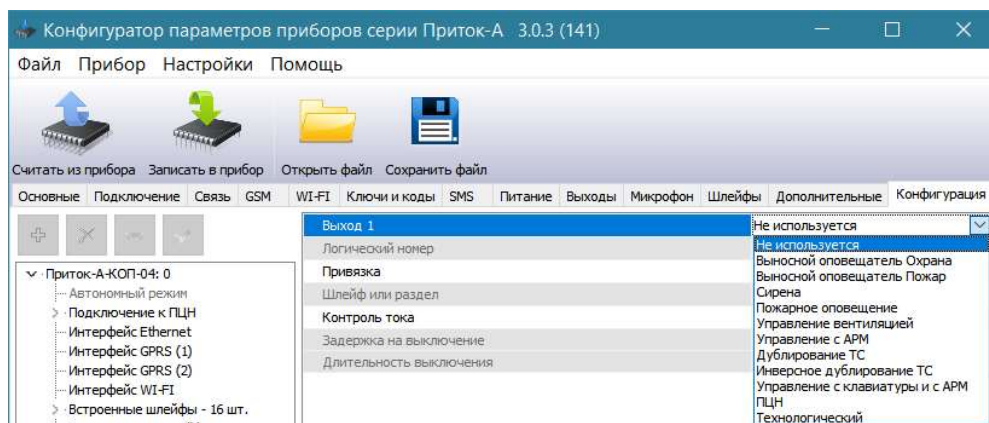 Конфигуратор параметров приборов серии Приток-А 3.0.3 (141)
Файл Прибор Настройки Помощь
Считать из прибора Записать в прибор Открыть файл Сохранить файл
Основные Подключение Связь GSM WI-FI Ключи и коды SMS Питание Выходы Микрофон Шлейфы Дополнительные Конфигурация
Приток-А-КОП-04: 0
Автономный режим
Подключение к ПЦН
Интерфейс Ethernet
Интерфейс GPRS (1)
Интерфейс GPRS (2)
Интерфейс WI-FI
Встроенные шлейфы - 16 шт.
Выход 1
Логический номер
Привязка
Шлейф или раздел
Контроль тока
Задержка на выключение
Длительность выключения
Не используется
Не используется
Выносной оповещатель Охрана
Выносной оповещатель Пожар
Сирена
Пожарное оповещение
Управление вентиляцией
Управление с АРМ
Дублирование ТС
Инверсное дублирование ТС
Управление с клавиатуры и с АРМ
ПЦН
Технологический